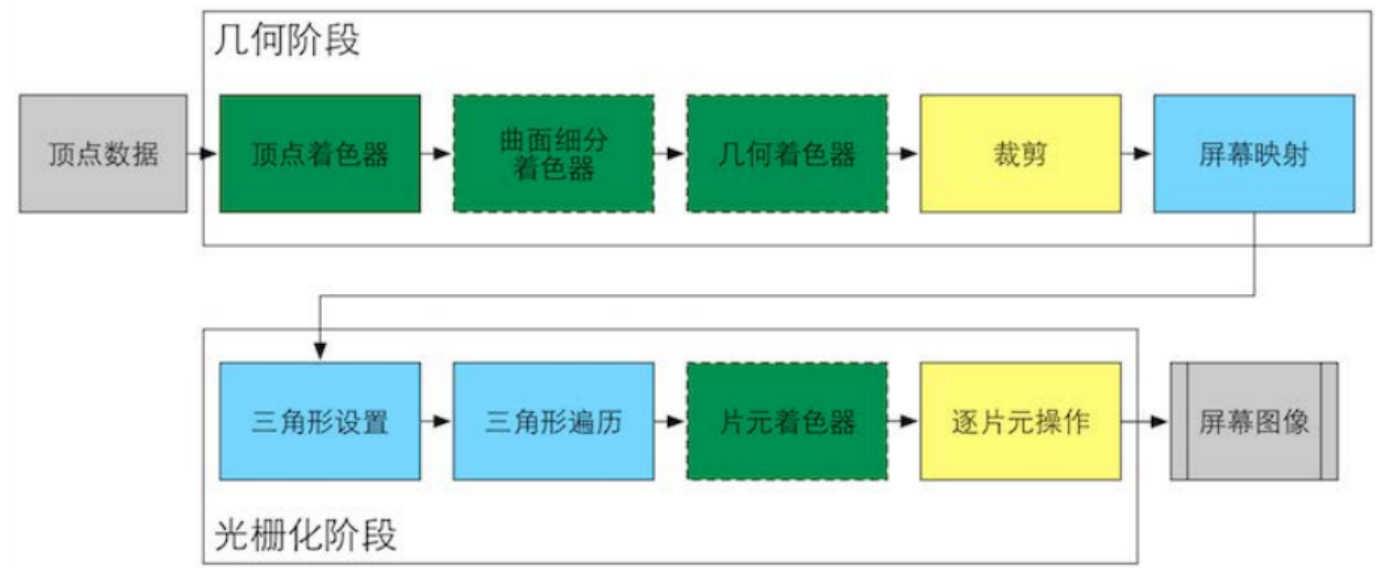 几何阶段
顶点数据
顶点着色器
曲面细分
着色器
几何着色器
裁剪
屏幕映射
三角形设置
三角形遍历
片元着色器
逐片元操作
屏幕图像
光栅化阶段